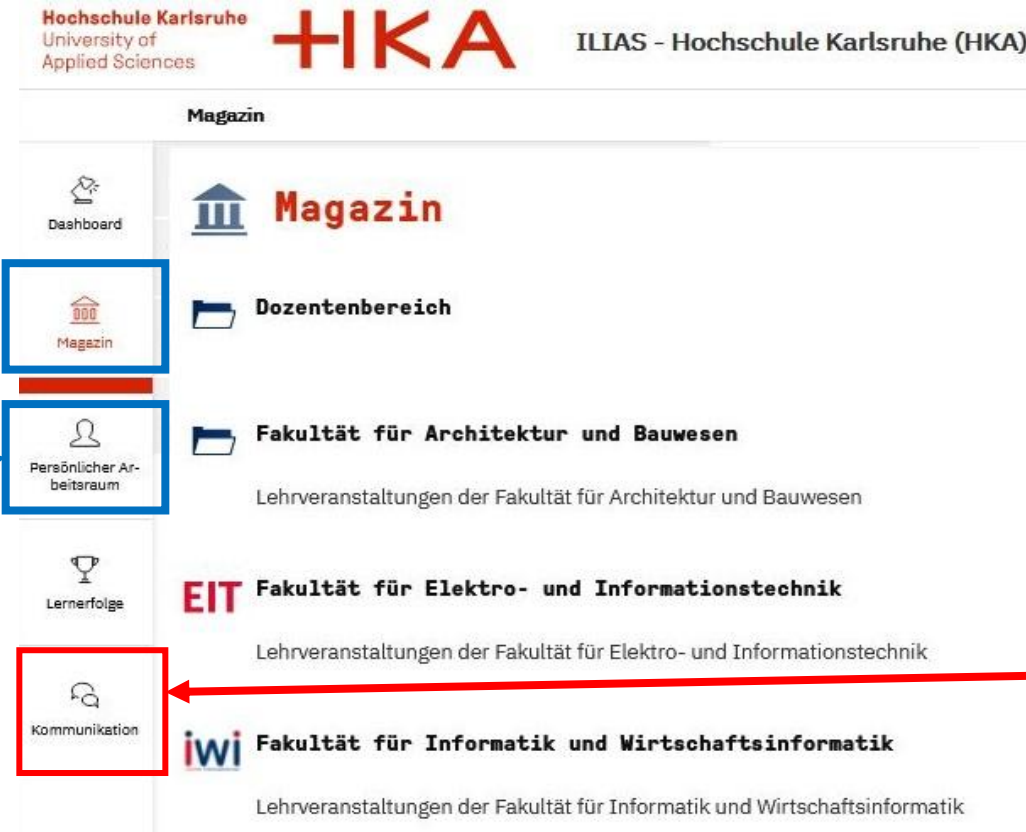 Hochschule Karlsruhe
University of
Applied Sciences
HKA
ILIAS - Hochschule Karlsruhe (HKA)
Magazin
Dashboard
Magazin
Persönlicher Ar-
beitsraum
Lernerfolge
Kommunikation
Magazin
Dozentenbereich
Fakultät für Architektur und Bauwesen
Lehrveranstaltungen der Fakultät für Architektur und Bauwesen
EIT Fakultät für Elektro- und Informationstechnik
Lehrveranstaltungen der Fakultät für Elektro- und Informationstechnik
iwi Fakultät für Informatik und Wirtschaftsinformatik
Lehrveranstaltungen der Fakultät für Informatik und Wirtschaftsinformatik